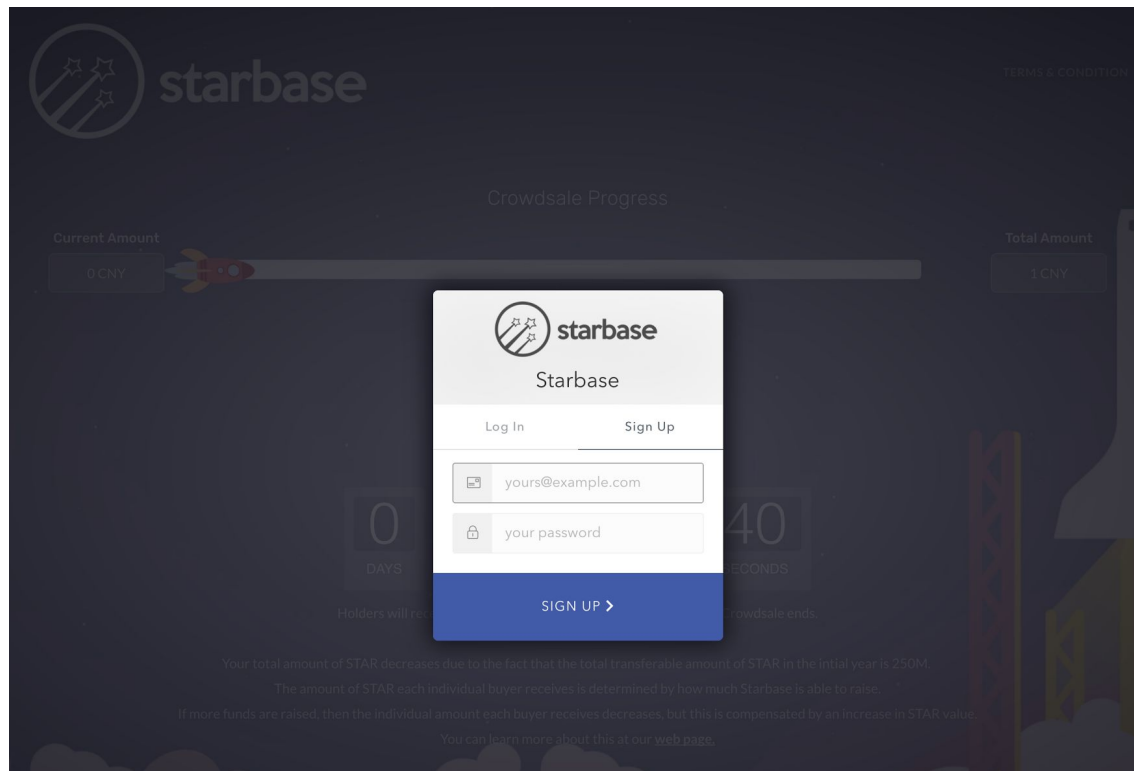 starbase
TERMS & CONDITION
Crowdsale Progress
Current Amount
Total Amount
0 CNY
1 CNY
starbase
Starbase
Log In
Sign Up
yours@example.com
your password
0
40
DAYS
SECONDS
SIGN UP
Holders will rec
Crowdsale ends.
Your total amount of STAR decreases due to the fact that the total transferable amount of STAR in the intial year is 250M.
The amount of STAR each individual buyer receives is determined by how much Starbase is able to raise.
If more funds are raised, then the individual amount each buyer receives decreases, but this is compensated by an increase in STAR value.
You can learn more about this at our web page.